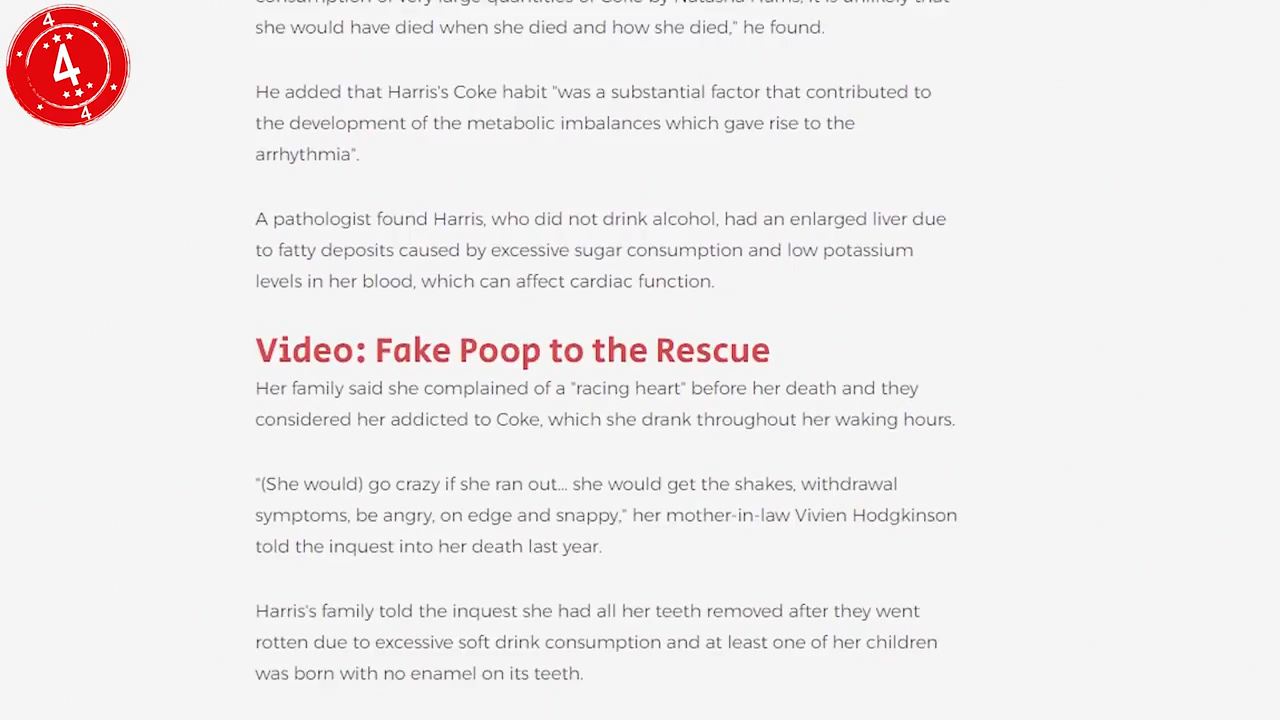 4
4
4
she would have died when she died and how she died," he found.
He added that Harris's Coke habit "was a substantial factor that contributed to
the development of the metabolic imbalances which gave rise to the
arrhythmia".
A pathologist found Harris, who did not drink alcohol, had an enlarged liver due
to fatty deposits caused by excessive sugar consumption and low potassium
levels in her blood, which can affect cardiac function.
Video: Fake Poop to the Rescue
Her family said she complained of a "racing heart" before her death and they
considered her addicted to Coke, which she drank throughout her waking hours.
"(She would) go crazy if she ran out... she would get the shakes, withdrawal
symptoms, be angry, on edge and snappy," her mother-in-law Vivien Hodgkinson
told the inquest into her death last year.
Harris's family told the inquest she had all her teeth removed after they went
rotten due to excessive soft drink consumption and at least one of her children
was born with no enamel on its teeth.